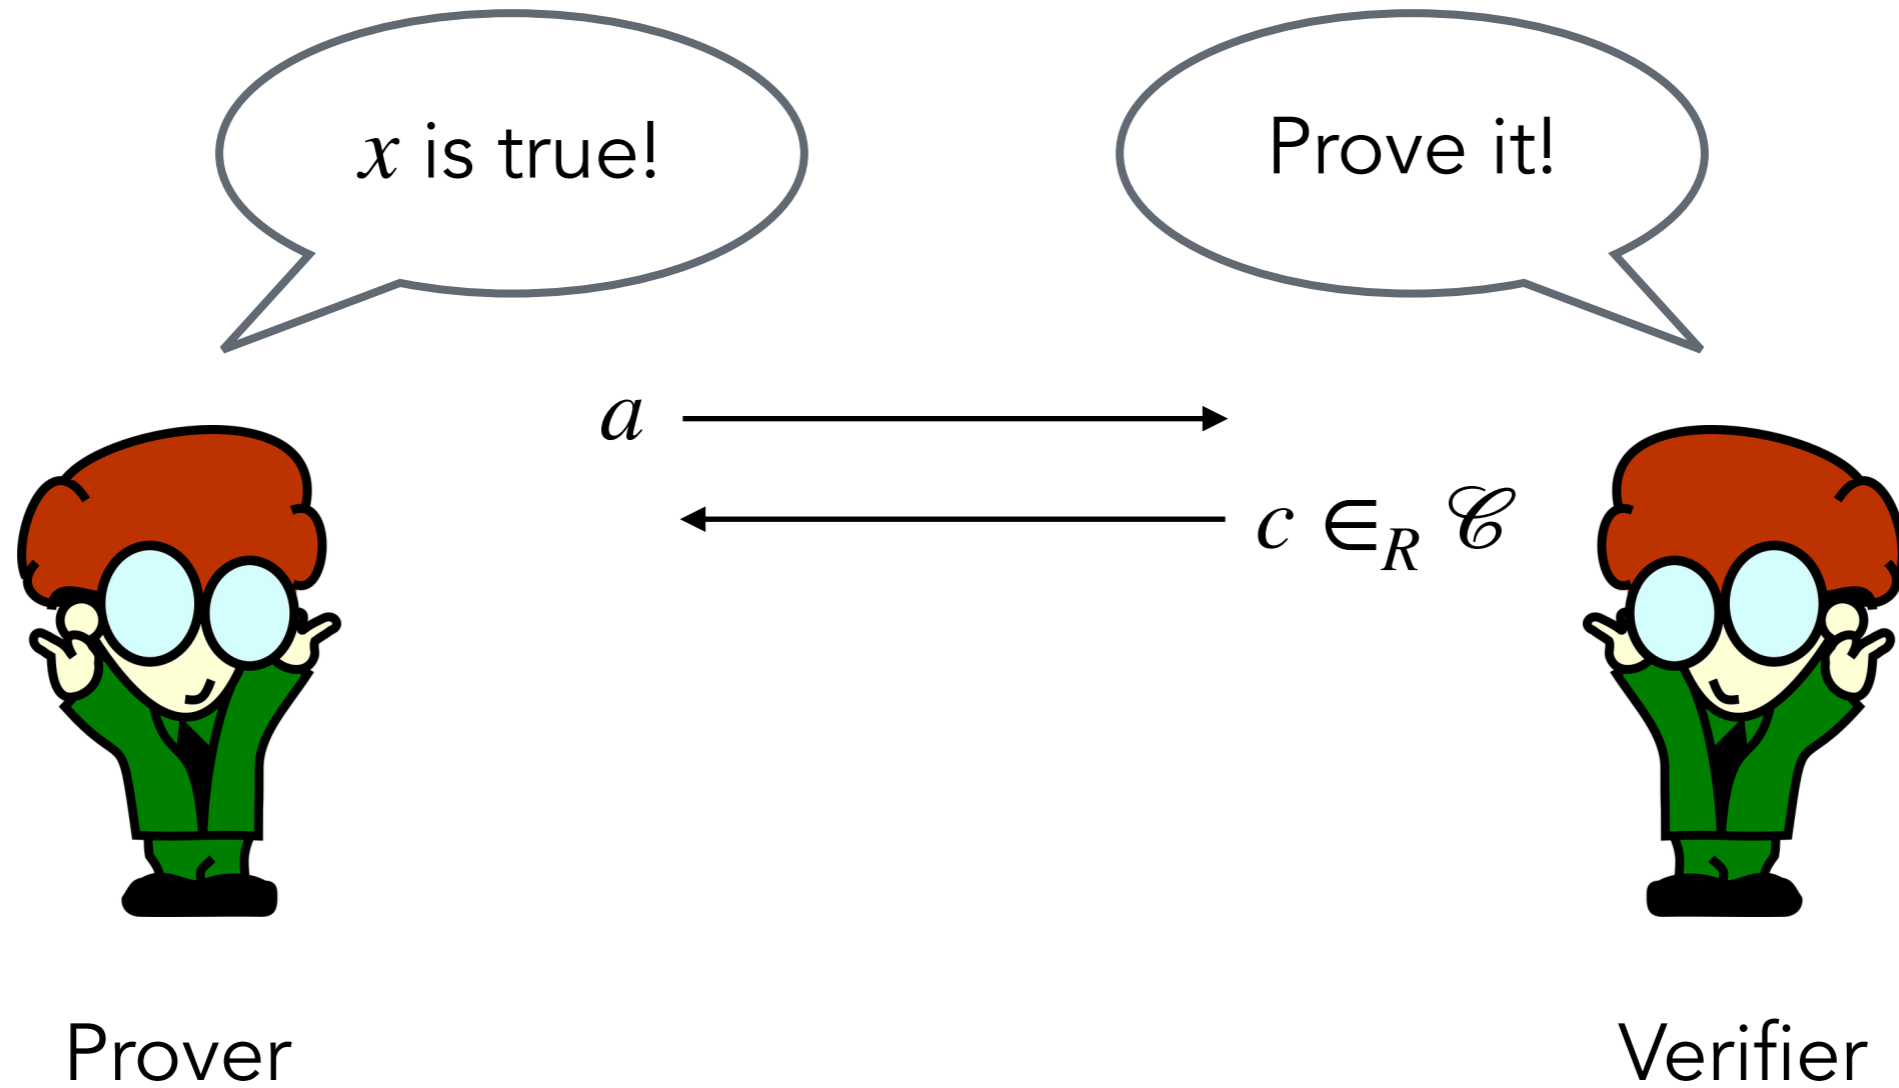 x is true!
Prove it!
a
c ∈_R 𝒞
Prover
Verifier